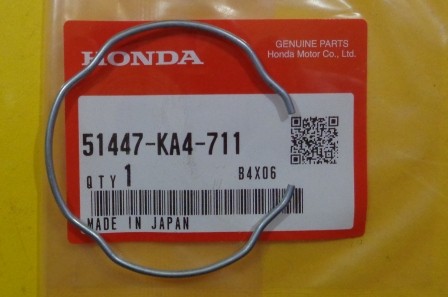 HONDA
GENUINE PARTS
Honda Motor Co., Ltd.
51447-KA4-711
QTY 1
B4X06
MADE IN JAPAN